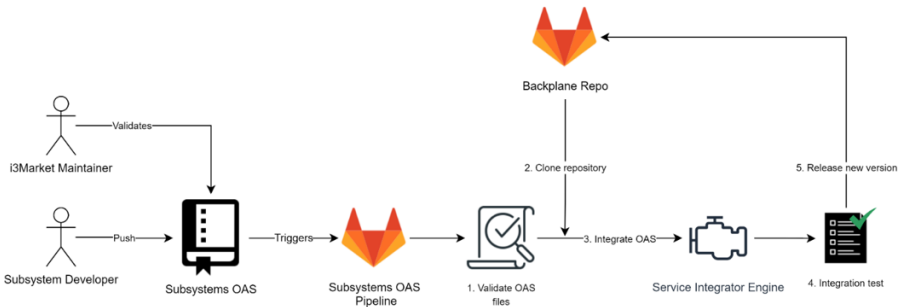 Backplane Repo
Validates
i3Market Maintainer
2. Clone repository
5. Release new version
Push
Triggers
3. Integrate OAS
Subsystem Developer
Subsystems OAS
Subsystems OAS
Pipeline
1. Validate OAS
files
Service Integrator Engine
4. Integration test